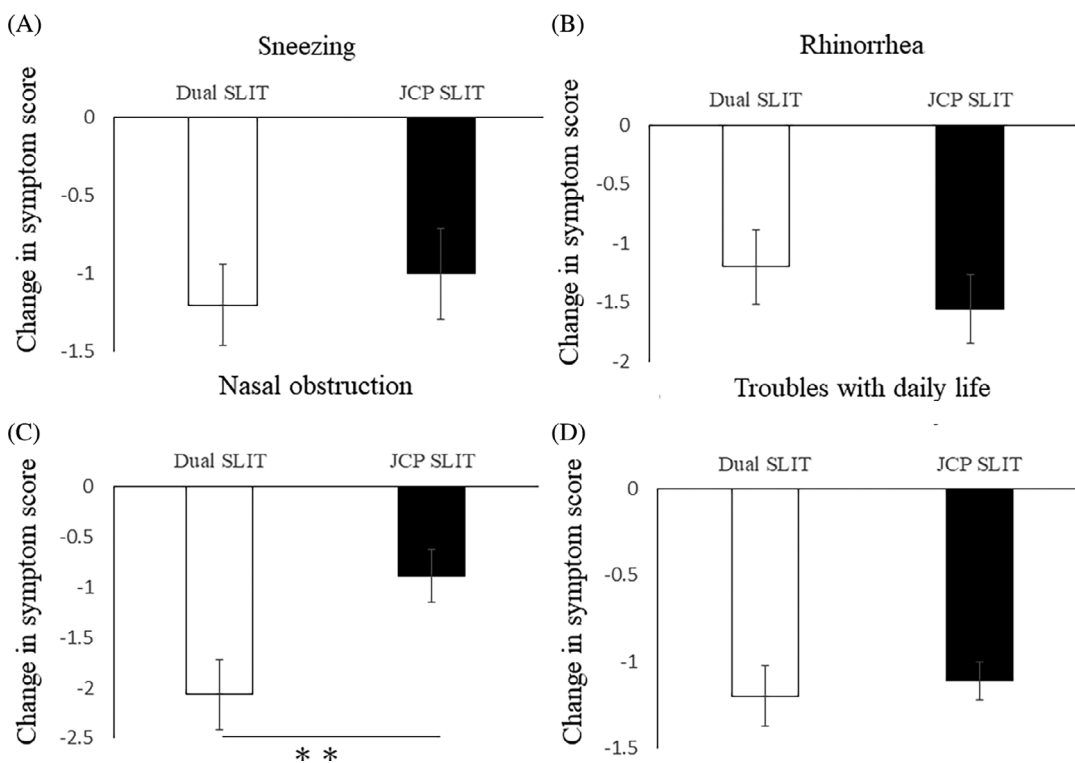 (A)
Sneezing
Dual SLIT JCP SLIT
Change in symptom score
0
-0.5
-1
-1.5
(B)
Rhinorrhea
Dual SLIT JCP SLIT
Change in symptom score
0
-0.5
-1
-1.5
-2
(C)
Nasal obstruction
Dual SLIT JCP SLIT
Change in symptom score
0
-0.5
-1
-1.5
-2
-2.5
* *
(D)
Troubles with daily life
Dual SLIT JCP SLIT
Change in symptom score
0
-0.5
-1
-1.5